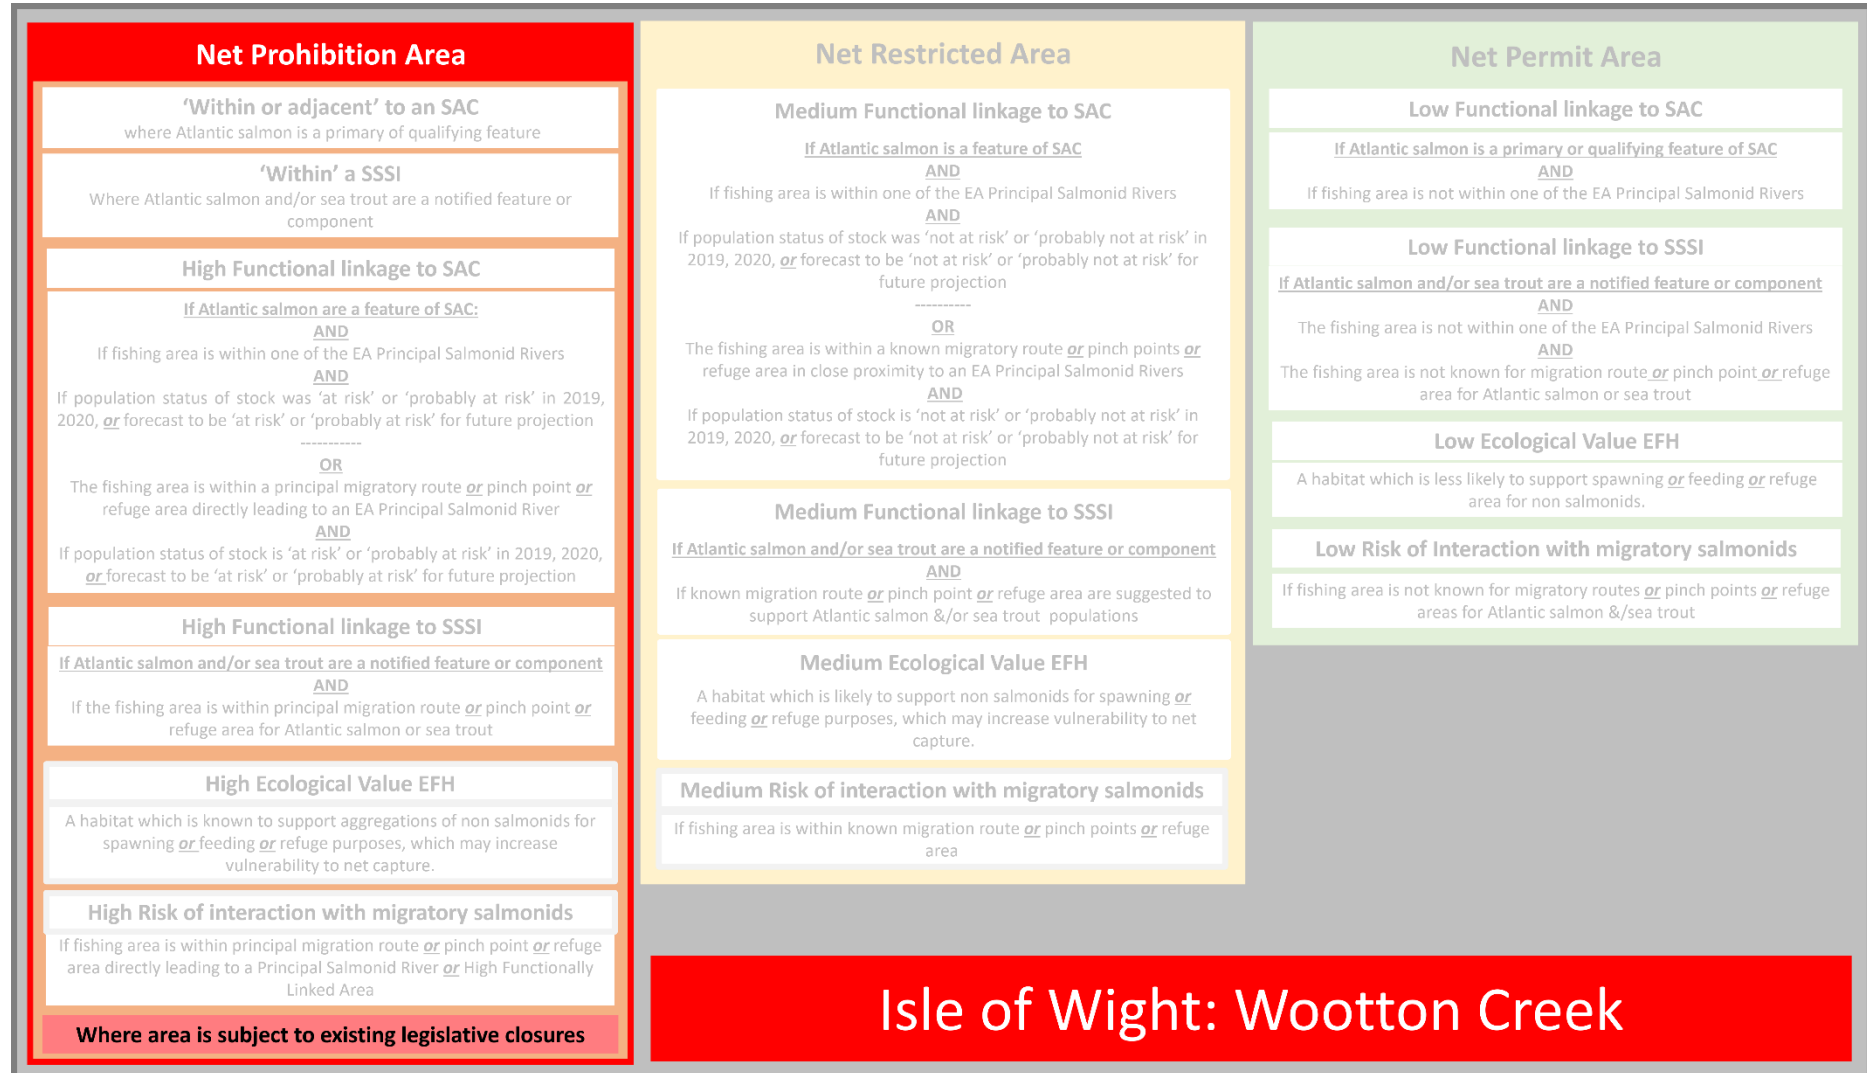 Net Prohibition Area
‘Within or adjacent’ to an SAC
where Atlantic salmon is a primary of qualifying feature
‘Within’ a SSSI
Where Atlantic salmon and/or sea trout are a notified feature or
component
High Functional linkage to SAC
If Atlantic salmon are a feature of SAC:
AND
If fishing area is within one of the EA Principal Salmonid Rivers
AND
If population status of stock was ‘at risk’ or ‘probably at risk’ in 2019,
2020, or forecast to be ‘at risk’ or ‘probably at risk’ for future projection
-----------
OR
The fishing area is within a principal migratory route or pinch point or
refuge area directly leading to an EA Principal Salmonid River
AND
If population status of stock is ‘at risk’ or ‘probably at risk’ in 2019, 2020,
or forecast to be ‘at risk’ or ‘probably at risk’ for future projection
High Functional linkage to SSSI
If Atlantic salmon and/or sea trout are a notified feature or component
AND
If the fishing area is within principal migration route or pinch point or
refuge area for Atlantic salmon or sea trout
High Ecological Value EFH
A habitat which is known to support aggregations of non salmonids for
spawning or feeding or refuge purposes, which may increase
vulnerability to net capture.
High Risk of interaction with migratory salmonids
If fishing area is within principal migration route or pinch point or refuge
area directly leading to a Principal Salmonid River or High Functionally
Linked Area
Where area is subject to existing legislative closures
Net Restricted Area
Medium Functional linkage to SAC
If Atlantic salmon is a feature of SAC
AND
If fishing area is within one of the EA Principal Salmonid Rivers
AND
If population status of stock was ‘not at risk’ or ‘probably not at risk’ in
2019, 2020, or forecast to be ‘not at risk’ or ‘probably not at risk’ for
future projection
----------
OR
The fishing area is within a known migratory route or pinch points or
refuge area in close proximity to an EA Principal Salmonid Rivers
AND
If population status of stock is ‘not at risk’ or ‘probably not at risk’ in
2019, 2020, or forecast to be ‘not at risk’ or ‘probably not at risk’ for
future projection
Medium Functional linkage to SSSI
If Atlantic salmon and/or sea trout are a notified feature or component
AND
If known migration route or pinch point or refuge area are suggested to
support Atlantic salmon &/or sea trout populations
Medium Ecological Value EFH
A habitat which is likely to support non salmonids for spawning or
feeding or refuge purposes, which may increase vulnerability to net
capture.
Medium Risk of interaction with migratory salmonids
If fishing area is within known migration route or pinch points or refuge
area
Net Permit Area
Low Functional linkage to SAC
If Atlantic salmon is a primary or qualifying feature of SAC
AND
If fishing area is not within one of the EA Principal Salmonid Rivers
Low Functional linkage to SSSI
If Atlantic salmon and/or sea trout are a notified feature or component
AND
The fishing area is not within one of the EA Principal Salmonid Rivers
AND
The fishing area is not known for migration route or pinch point or refuge
area for Atlantic salmon or sea trout
Low Ecological Value EFH
A habitat which is less likely to support spawning or feeding or refuge
area for non salmonids.
Low Risk of Interaction with migratory salmonids
If fishing area is not known for migratory routes or pinch points or refuge
areas for Atlantic salmon &/sea trout
Isle of Wight: Wootton Creek